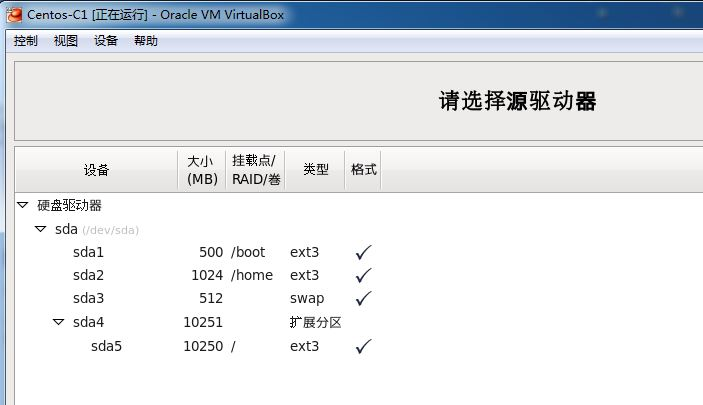 Centos-C1 [正在运行] - Oracle VM VirtualBox
控制 视图 设备 帮助
请选择源驱动器
设备 大小 (MB) 挂载点/ RAID/卷 类型 格式
硬盘驱动器
sda (/dev/sda)
sda1 500 /boot ext3 ✓
sda2 1024 /home ext3 ✓
sda3 512 swap ✓
sda4 10251 扩展分区
sda5 10250 / ext3 ✓